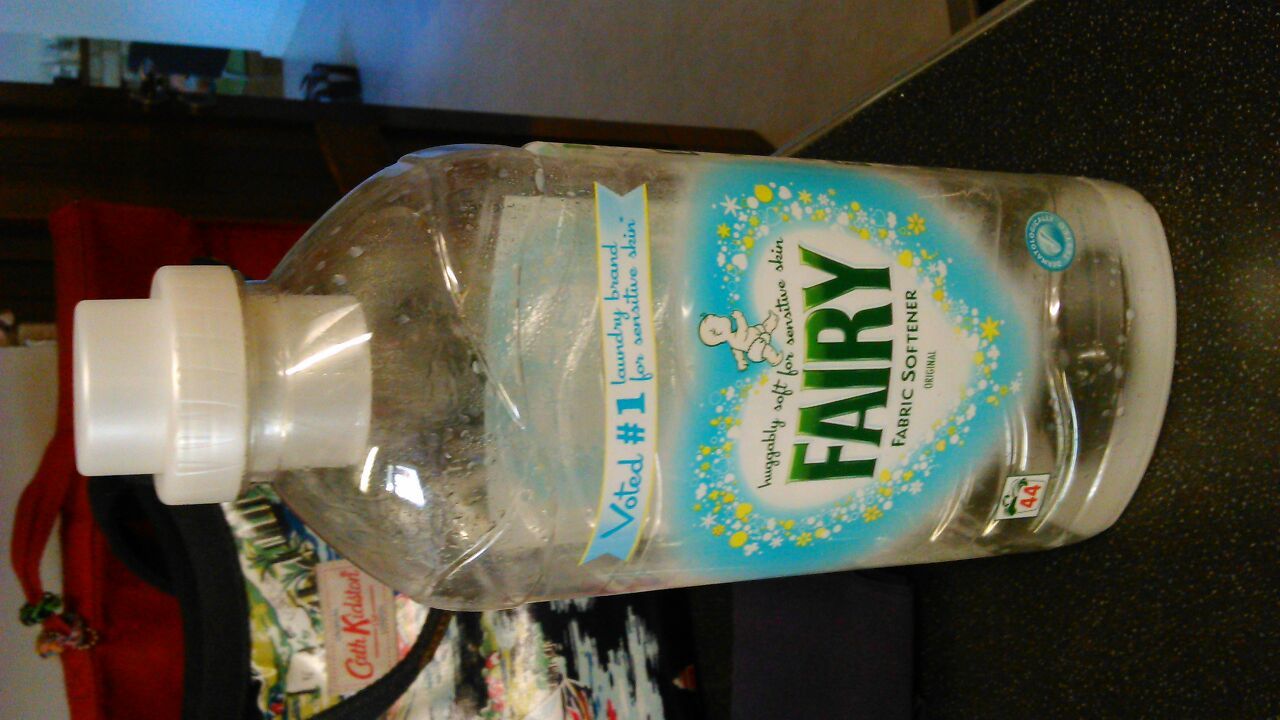 Voted #1 laundry brand
for sensitive skin*
huggably soft for sensitive skin
FAIRY
FABRIC SOFTENER
ORIGINAL
DERMATOLOGICALLY
44
Cath Kidston